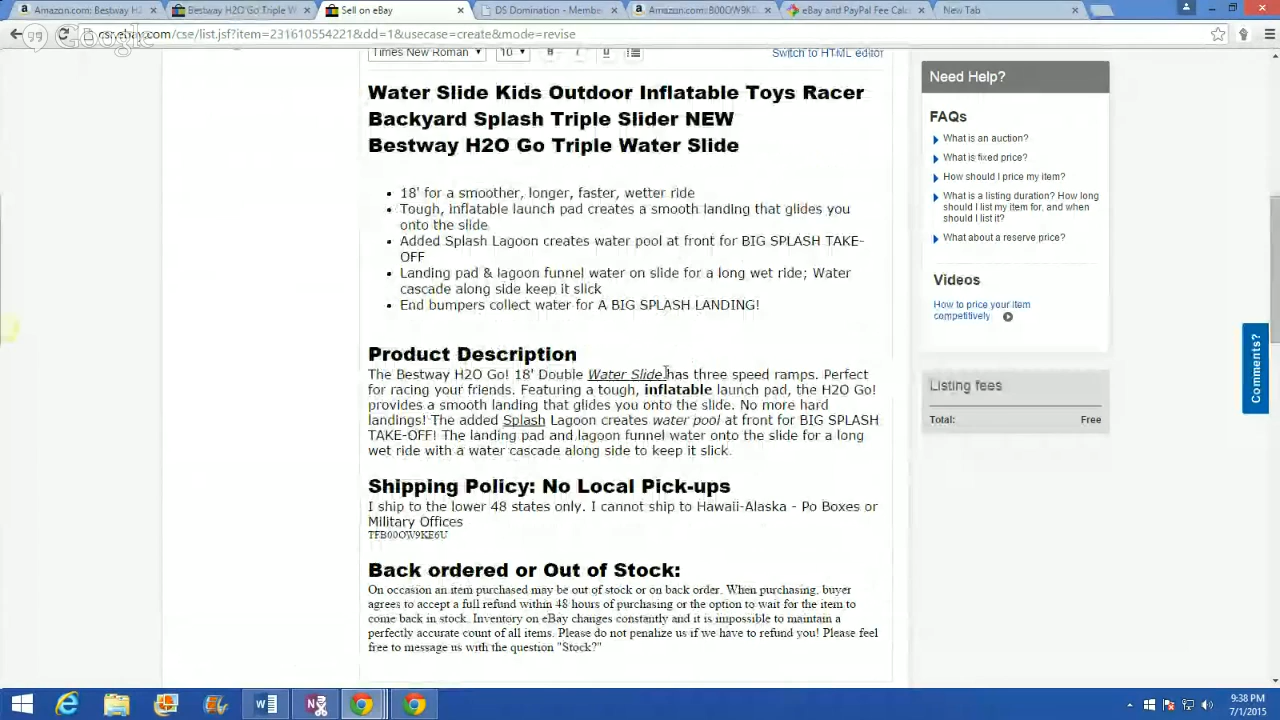 Amazon.com: Bestway H2
Bestway H2O Go Triple W
Sell on eBay
DS Domination - Member
Amazon.com: B00OW9K
eBay and PayPal Fee Calc
New Tab
csr.ebay.com/cse/list.jsf?item=231610554221&dd=1&usecase=create&mode=revise
Google
Times New Roman
10
B
I
U
Switch to HTML editor
Water Slide Kids Outdoor Inflatable Toys Racer
Backyard Splash Triple Slider NEW
Bestway H2O Go Triple Water Slide
18' for a smoother, longer, faster, wetter ride
Tough, inflatable launch pad creates a smooth landing that glides you
onto the slide
Added Splash Lagoon creates water pool at front for BIG SPLASH TAKE-
OFF
Landing pad & lagoon funnel water on slide for a long wet ride; Water
cascade along side keep it slick
End bumpers collect water for A BIG SPLASH LANDING!
Product Description
The Bestway H2O Go! 18' Double Water Slide has three speed ramps. Perfect
for racing your friends. Featuring a tough, inflatable launch pad, the H2O Go!
provides a smooth landing that glides you onto the slide. No more hard
landings! The added Splash Lagoon creates water pool at front for BIG SPLASH
TAKE-OFF! The landing pad and lagoon funnel water onto the slide for a long
wet ride with a water cascade along side to keep it slick.
Shipping Policy: No Local Pick-ups
I ship to the lower 48 states only. I cannot ship to Hawaii-Alaska - Po Boxes or
Military Offices
TFB00OW9KE6U
Back ordered or Out of Stock:
On occasion an item purchased may be out of stock or on back order. When purchasing, buyer
agrees to accept a full refund within 48 hours of purchasing or the option to wait for the item to
come back in stock. Inventory on eBay changes constantly and it is impossible to maintain a
perfectly accurate count of all items. Please do not penalize us if we have to refund you! Please feel
free to message us with the question "Stock?"
Need Help?
FAQs
What is an auction?
What is fixed price?
How should I price my item?
What is a listing duration? How long
should I list my item for, and when
should I list it?
What about a reserve price?
Videos
How to price your item
competitively
Listing fees
Total: Free
Comments?
9:38 PM
7/1/2015